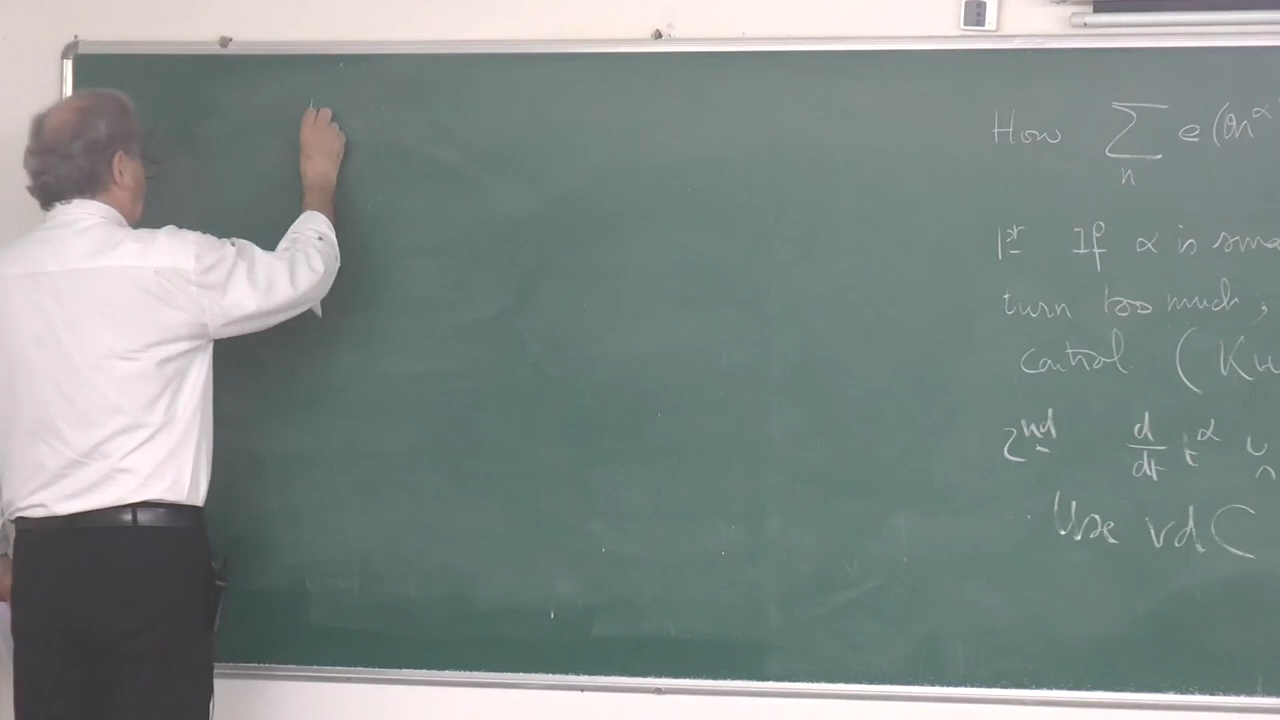 How ∑ e(θn^α
n
1st If α is sma
turn too much,
control. (
2nd d/dt t^α
Use vdC